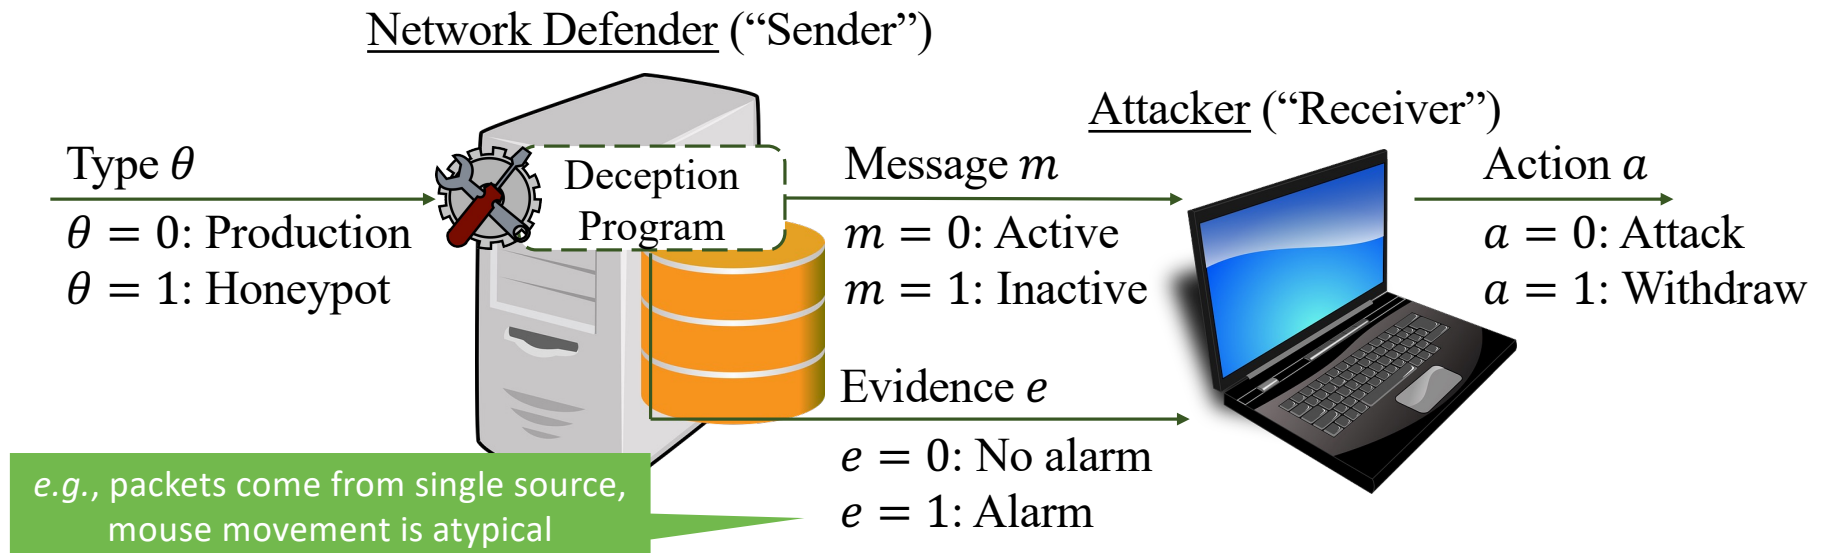 Network Defender (“Sender”)
Attacker (“Receiver”)
Type θ
θ = 0: Production
θ = 1: Honeypot
Deception
Program
Message m
m = 0: Active
m = 1: Inactive
Action a
a = 0: Attack
a = 1: Withdraw
Evidence e
e = 0: No alarm
e = 1: Alarm
e.g., packets come from single source,
mouse movement is atypical